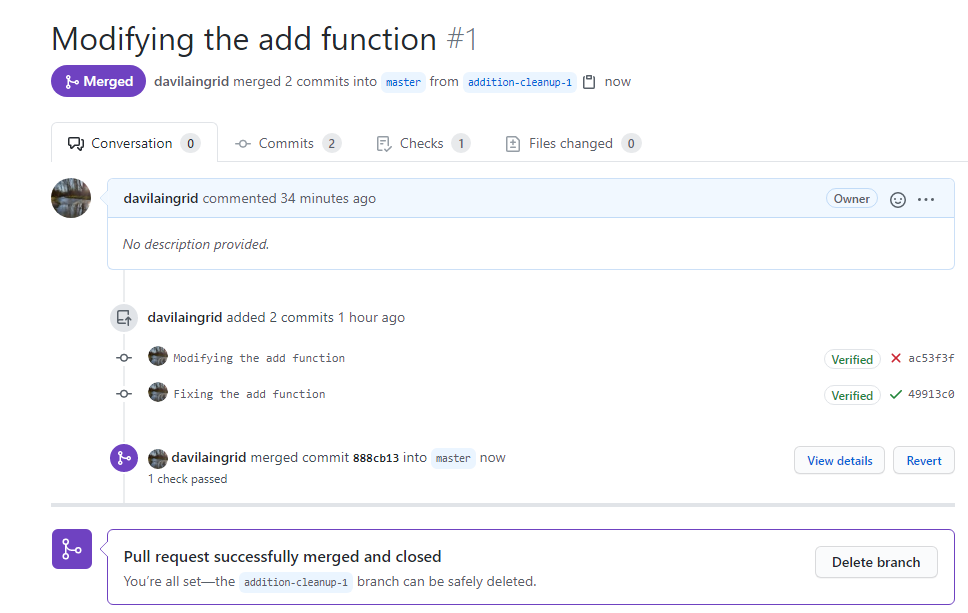 Modifying the add function #1
Merged davilaingrid merged 2 commits into master from addition-cleanup-1 now
Conversation 0 Commits 2 Checks 1 Files changed 0
davilaingrid commented 34 minutes ago Owner
No description provided.
davilaingrid added 2 commits 1 hour ago
Modifying the add function Verified ac53f3f
Fixing the add function Verified 49913c0
davilaingrid merged commit 888cb13 into master now View details Revert
1 check passed
Pull request successfully merged and closed
You're all set—the addition-cleanup-1 branch can be safely deleted.
Delete branch